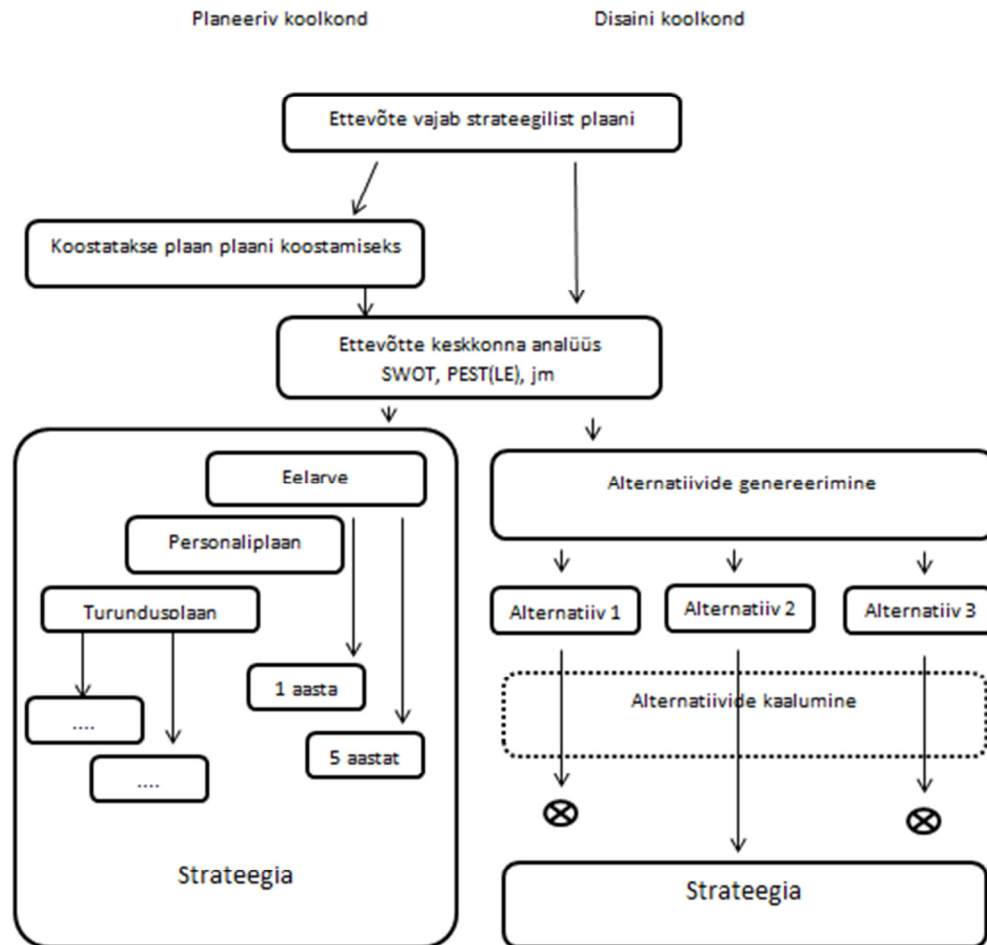 Planeeriv koolkond
Disaini koolkond
Ettevõte vajab strateegilist plaani
Koostatakse plaan plaani koostamiseks
Ettevõtte keskkonna analüüs
SWOT, PEST(LE), jm
Eelarve
Personaliplaan
Turundusplaan
....
....
1 aasta
5 aastat
Strateegia
Alternatiivide genereerimine
Alternatiiv 1
Alternatiiv 2
Alternatiiv 3
Alternatiivide kaalumine
Strateegia